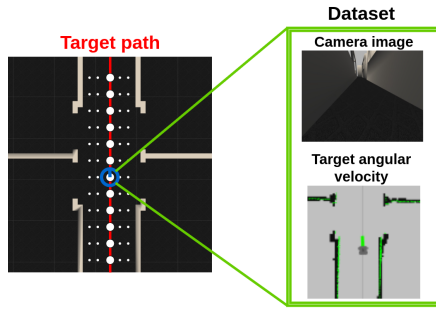 Dataset
Target path
Camera image
Target angular
velocity